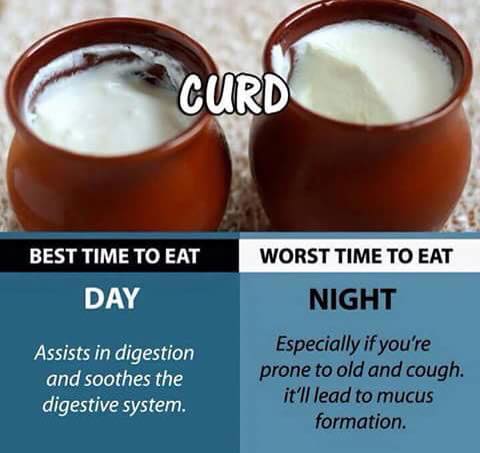 CURD
BEST TIME TO EAT
DAY
Assists in digestion
and soothes the
digestive system.
WORST TIME TO EAT
NIGHT
Especially if you're
prone to old and cough.
it'll lead to mucus
formation.